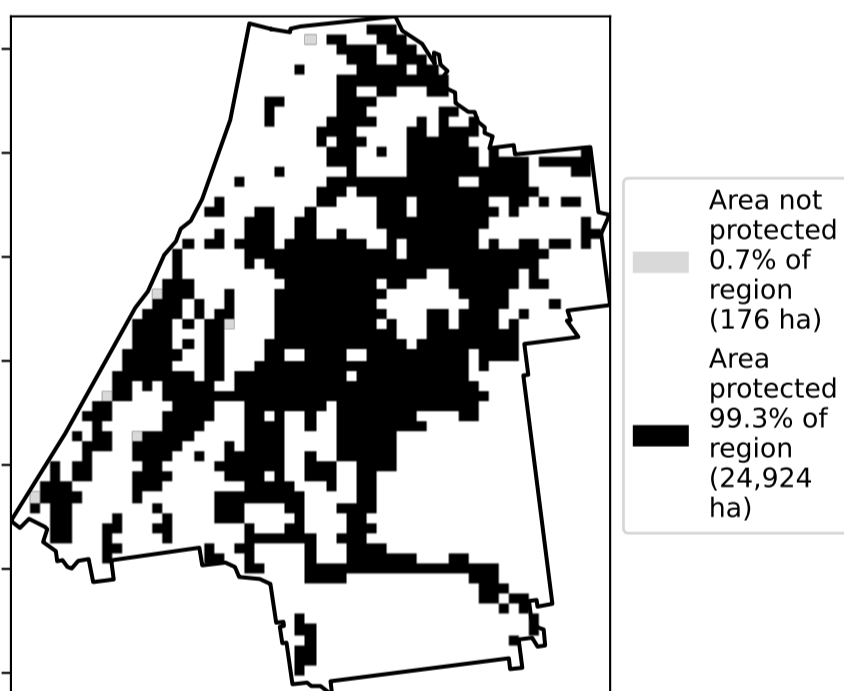 Area not
protected
0.7% of
region
(176 ha)
Area
protected
99.3% of
region
(24,924
ha)